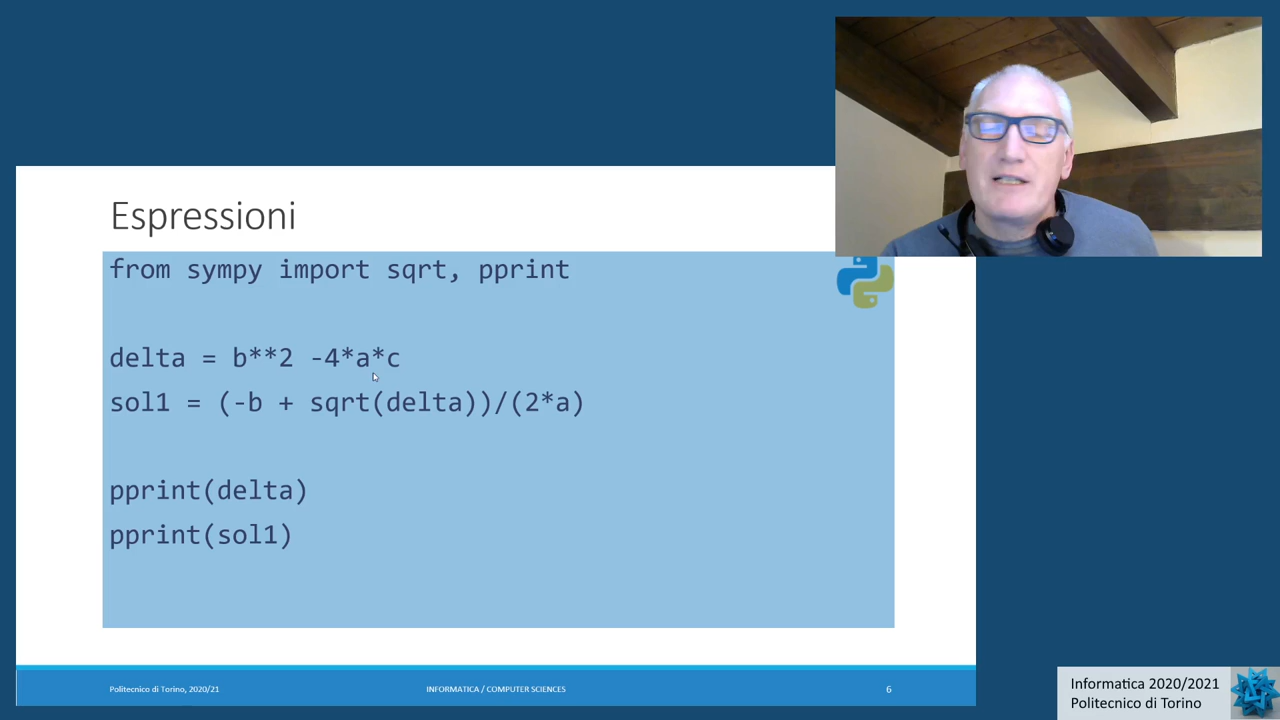 Espressioni
from sympy import sqrt, pprint
delta = b**2 -4*a*c
sol1 = (-b + sqrt(delta))/(2*a)
pprint(delta)
pprint(sol1)
Politecnico di Torino, 2020/21
INFORMATICA / COMPUTER SCIENCES
6
Informatica 2020/2021
Politecnico di Torino